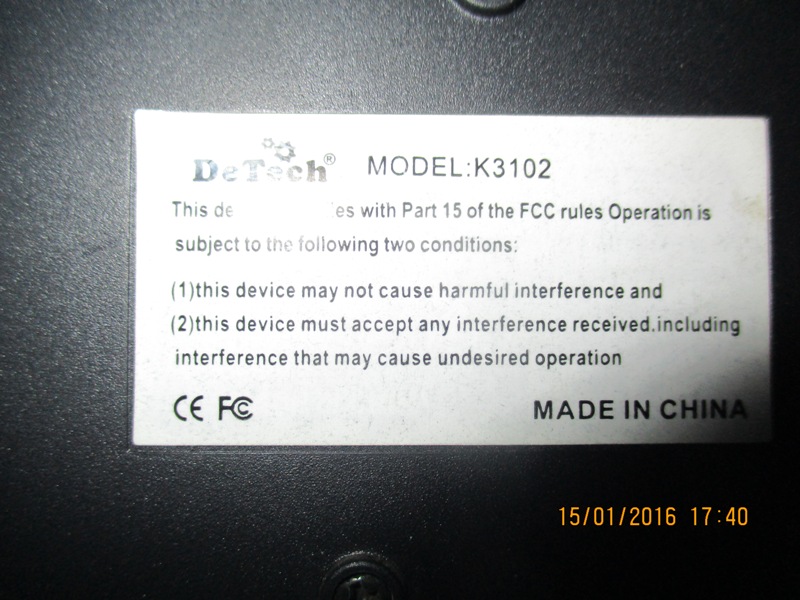 DeTech® MODEL:K3102
This de es with Part 15 of the FCC rules Operation is
subject to the following two conditions:
(1)this device may not cause harmful interference and
(2)this device must accept any interference received.including
interference that may cause undesired operation
CE FC MADE IN CHINA
15/01/2016 17:40